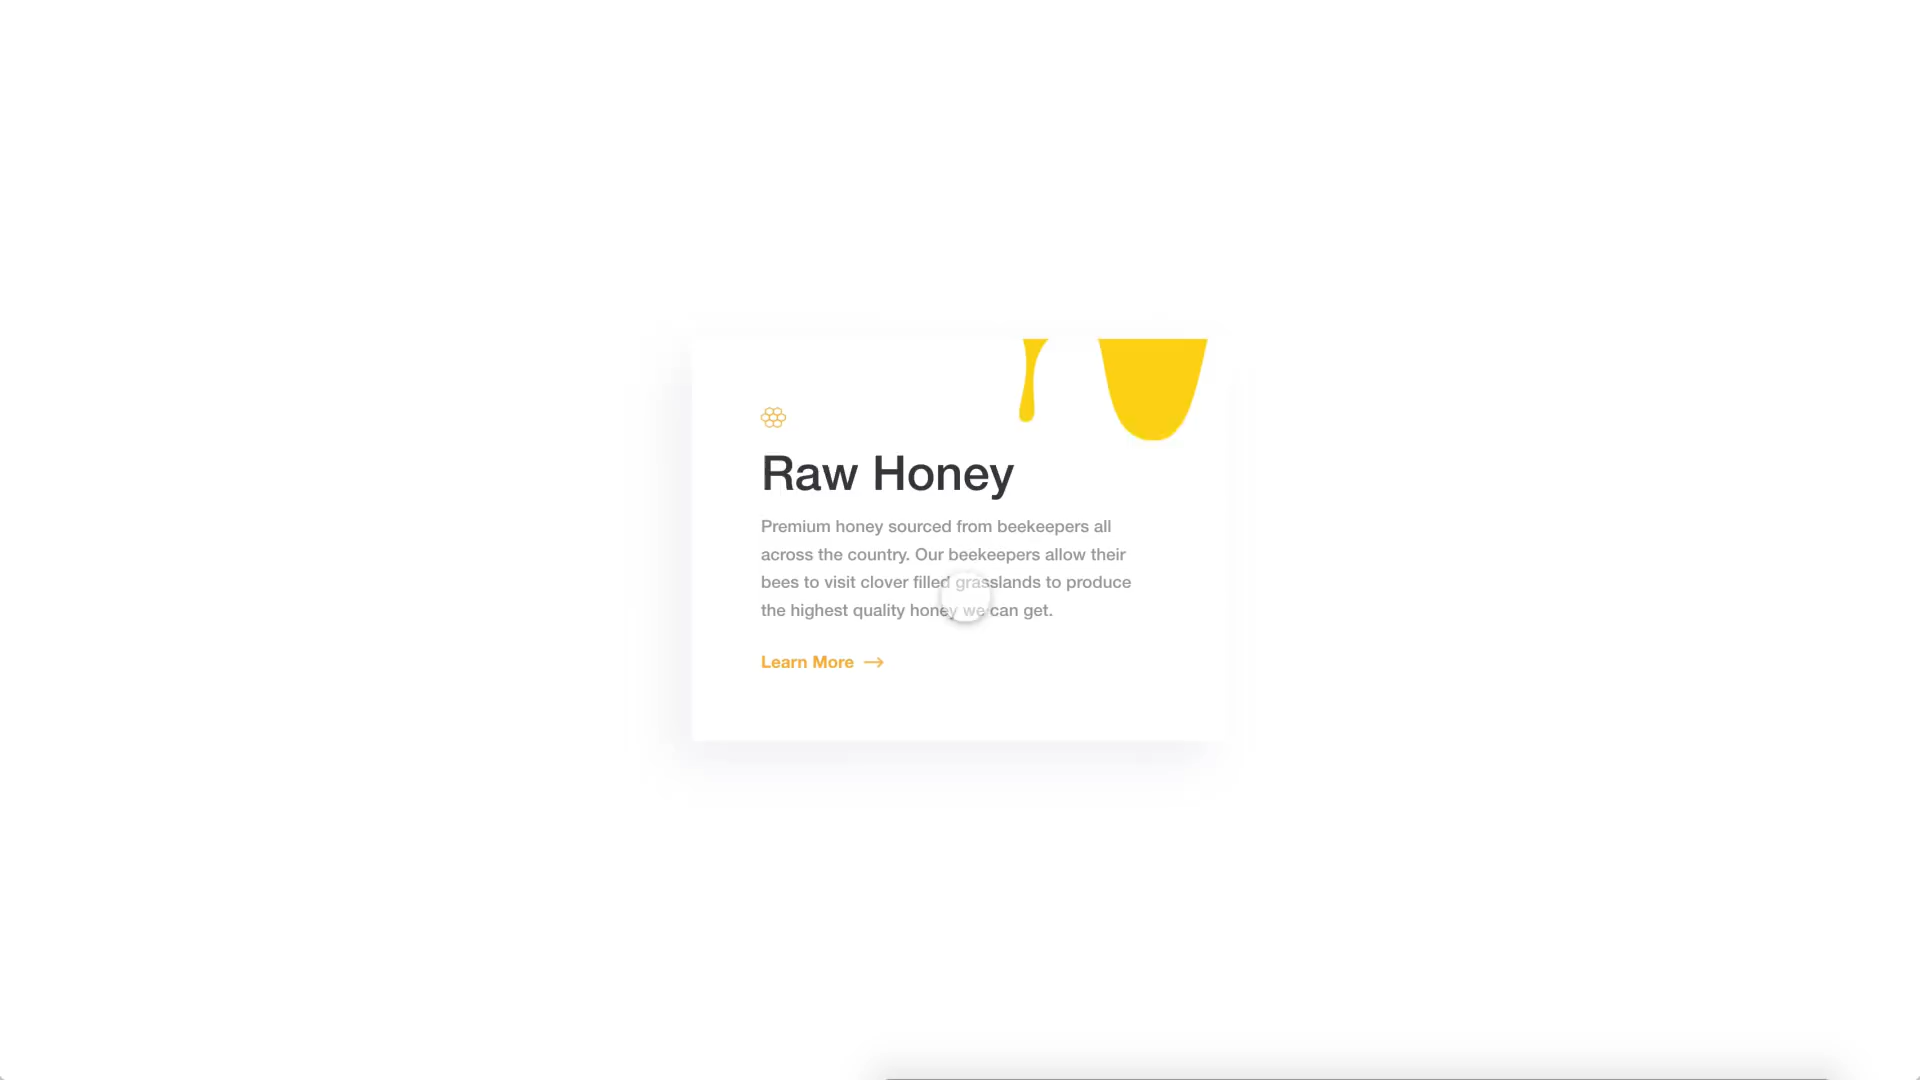 Raw Honey
Premium honey sourced from beekeepers all
across the country. Our beekeepers allow their
bees to visit clover filled grasslands to produce
the highest quality honey we can get.
Learn More